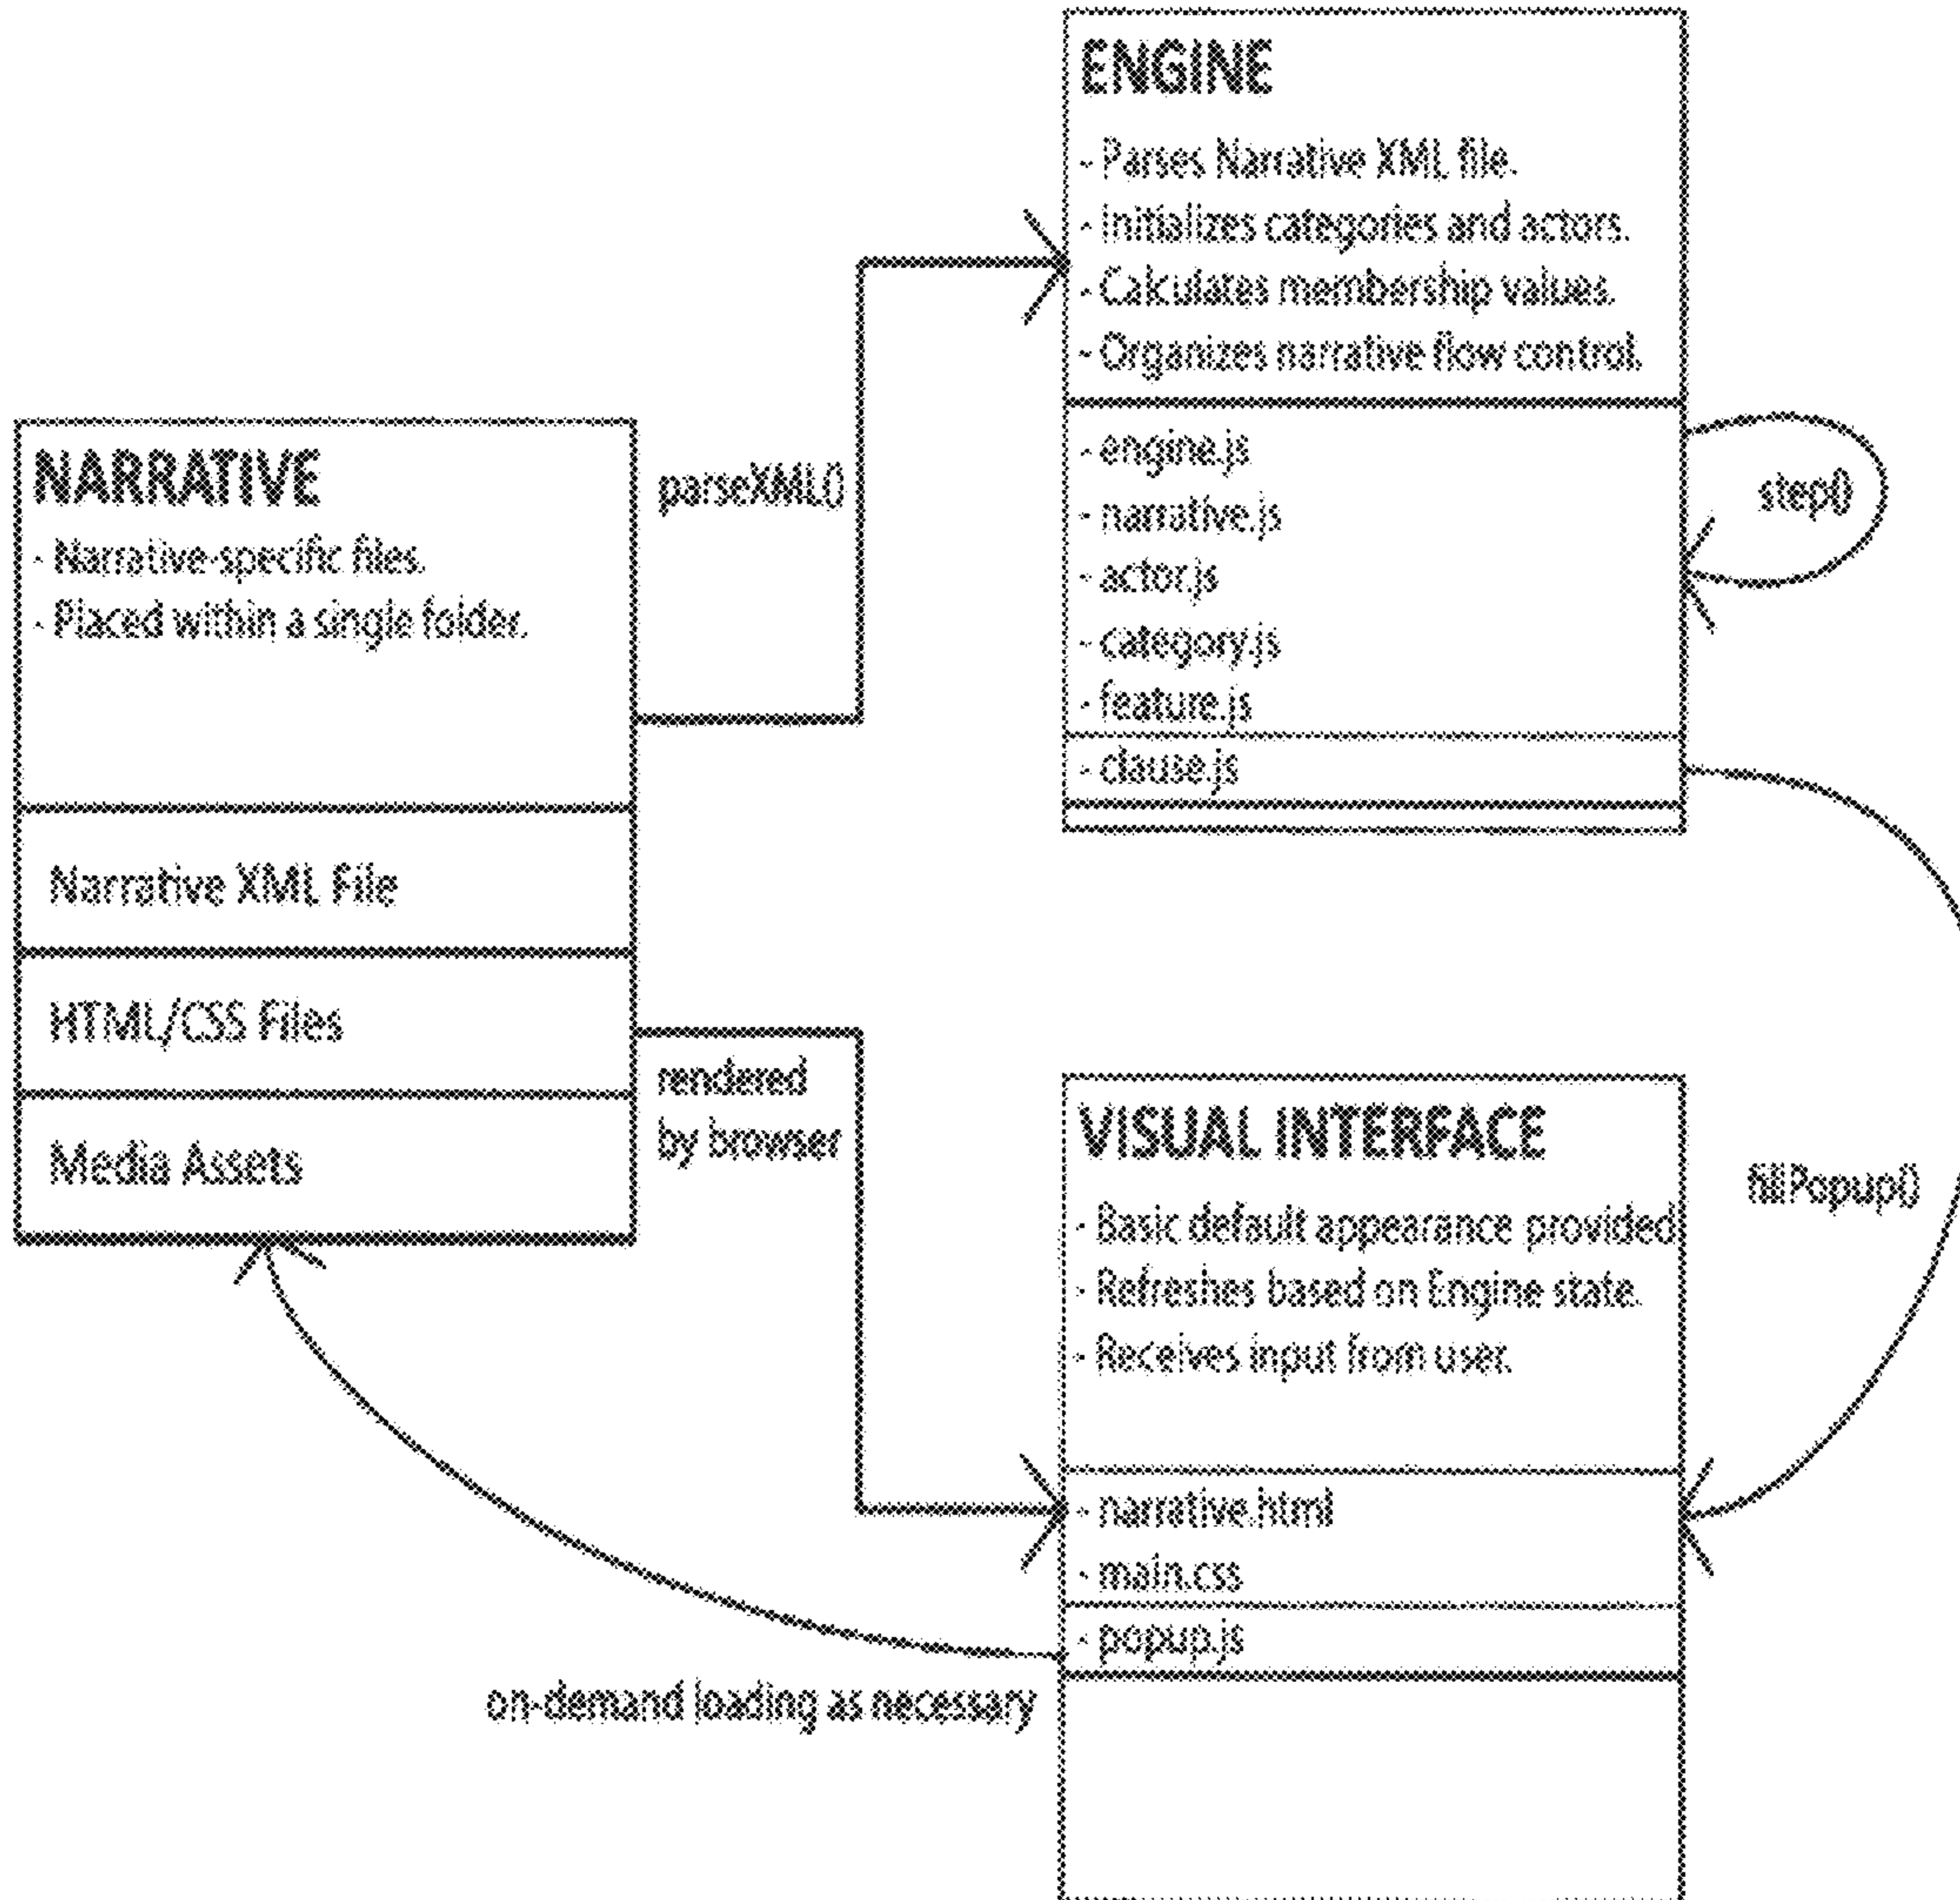 ENGINE
- Parses Narrative XML file.
- Initializes categories and actors.
- Calculates membership values.
- Organizes narrative flow control.
- engine.js
- narrative.js
- actor.js
- category.js
- feature.js
- clause.js
step()
NARRATIVE
- Narrative-specific files.
- Placed within a single folder.
Narrative XML File
HTML/CSS Files
Media Assets
parseXML()
rendered
by browser
VISUAL INTERFACE
- Basic default appearance provided
- Refreshes based on Engine state.
- Receives input from user.
- narrative.html
- main.css
- popup.js
fillPopup()
on-demand loading as necessary